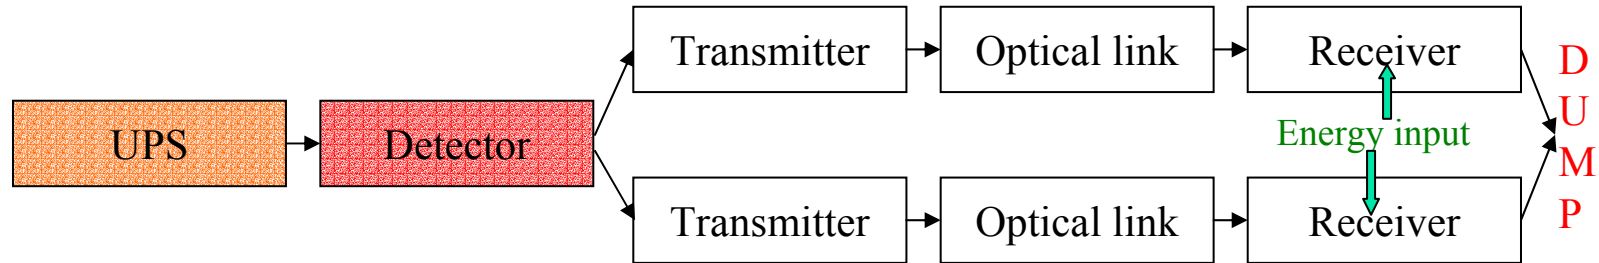 UPS
Detector
Transmitter
Optical link
Receiver
Energy input
Transmitter
Optical link
Receiver
D
U
M
P